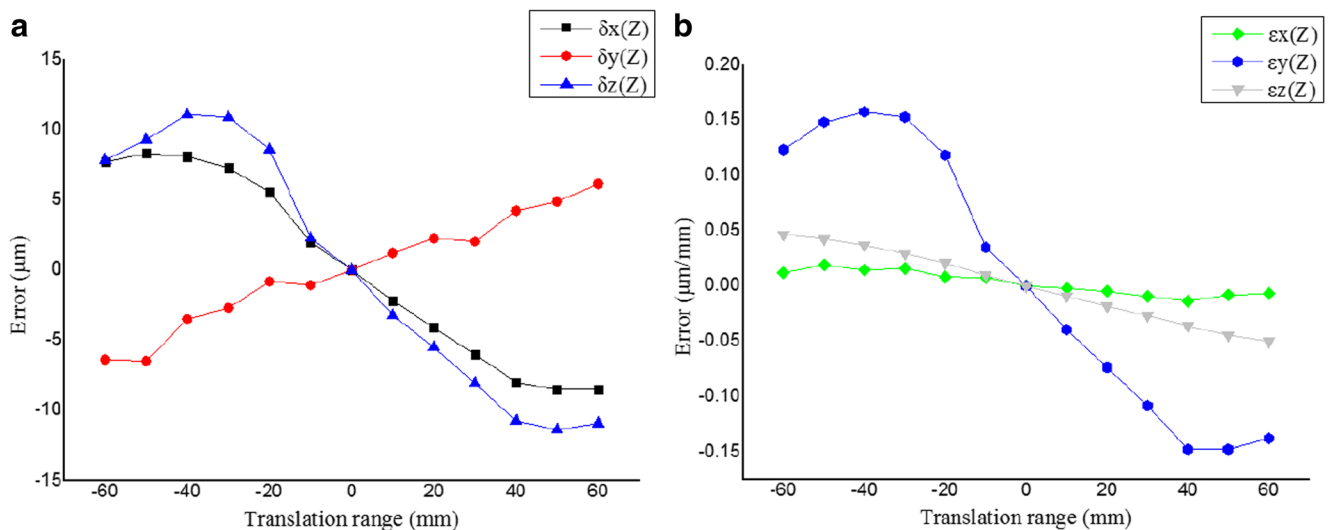 a
δx(Z)
δy(Z)
δz(Z)
15
10
5
0
-5
-10
-15
Error (μm)
-60 -40 -20 0 20 40 60
Translation range (mm)
b
εx(Z)
εy(Z)
εz(Z)
0.20
0.15
0.10
0.05
0.00
-0.05
-0.10
-0.15
Error (μm/mm)
-60 -40 -20 0 20 40 60
Translation range (mm)